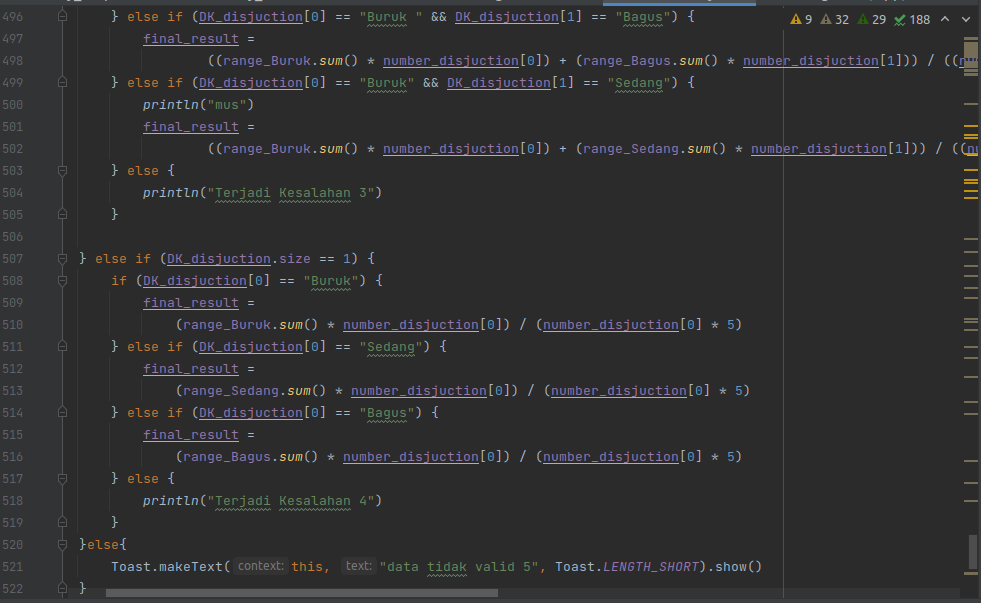 496 } else if (DK_disjuction[0] == "Buruk " && DK_disjuction[1] == "Bagus") {
9 32 29 188
497 final_result =
498 ((range_Buruk.sum() * number_disjuction[0]) + (range_Bagus.sum() * number_disjuction[1])) / ((
499 } else if (DK_disjuction[0] == "Buruk" && DK_disjuction[1] == "Sedang") {
500 println("mus")
501 final_result =
502 ((range_Buruk.sum() * number_disjuction[0]) + (range_Sedang.sum() * number_disjuction[1])) / ((nu
503 } else {
504 println("Terjadi Kesalahan 3")
505 }
506
507 } else if (DK_disjuction.size == 1) {
508 if (DK_disjuction[0] == "Buruk") {
509 final_result =
510 (range_Buruk.sum() * number_disjuction[0]) / (number_disjuction[0] * 5)
511 } else if (DK_disjuction[0] == "Sedang") {
512 final_result =
513 (range_Sedang.sum() * number_disjuction[0]) / (number_disjuction[0] * 5)
514 } else if (DK_disjuction[0] == "Bagus") {
515 final_result =
516 (range_Bagus.sum() * number_disjuction[0]) / (number_disjuction[0] * 5)
517 } else {
518 println("Terjadi Kesalahan 4")
519 }
520 }else{
521 Toast.makeText( context: this, text: "data tidak valid 5", Toast.LENGTH_SHORT).show()
522 }